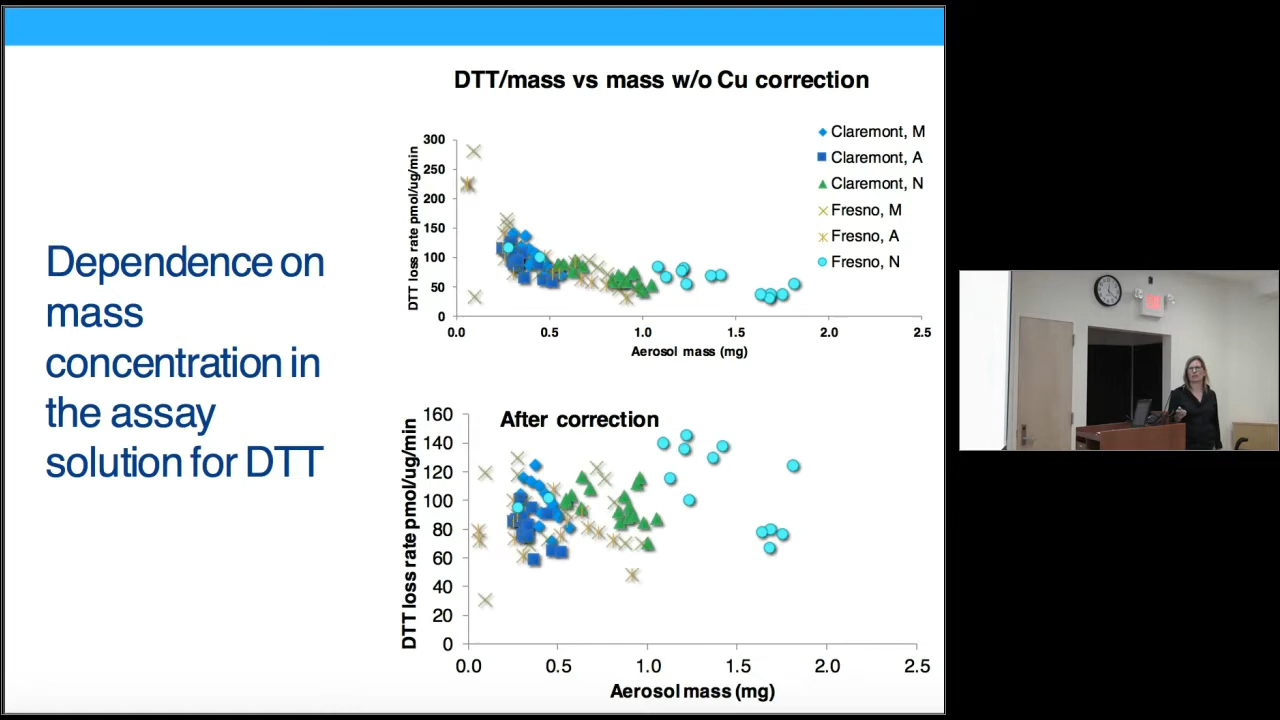 DTT/mass vs mass w/o Cu correction
Dependence on
mass
concentration in
the assay
solution for DTT
DTT loss rate pmol/ug/min
300
250
200
150
100
50
0
0.0 0.5 1.0 1.5 2.0 2.5
Aerosol mass (mg)
Claremont, M
Claremont, A
Claremont, N
Fresno, M
Fresno, A
Fresno, N
After correction
DTT loss rate pmol/ug/min
160
140
120
100
80
60
40
20
0
0.0 0.5 1.0 1.5 2.0 2.5
Aerosol mass (mg)